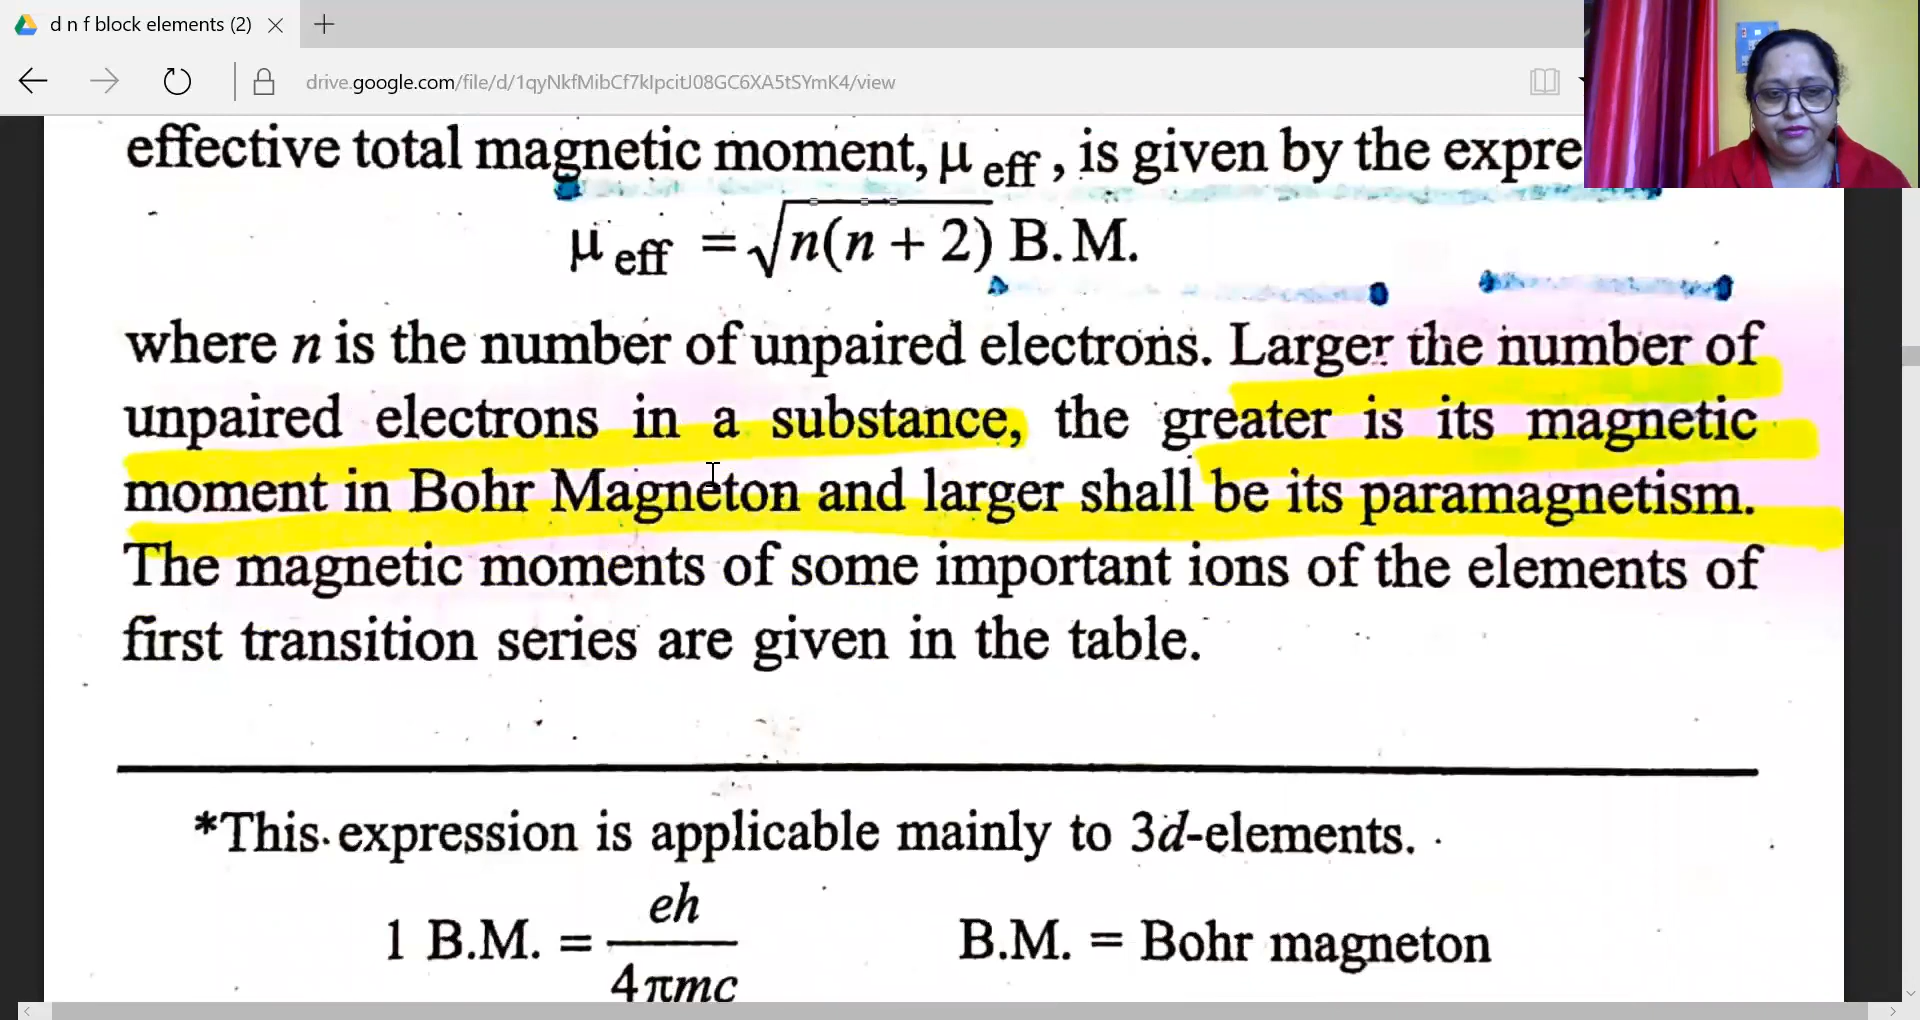 d n f block elements (2)
drive.google.com/file/d/1qyNkfMibCf7kIpcitJ08GC6XA5tSYmK4/view
effective total magnetic moment, μ eff , is given by the expre
μ eff = √n(n + 2) B.M.
where n is the number of unpaired electrons. Larger the number of
unpaired electrons in a substance, the greater is its magnetic
moment in Bohr Magneton and larger shall be its paramagnetism.
The magnetic moments of some important ions of the elements of
first transition series are given in the table.
*This expression is applicable mainly to 3d-elements.
1 B.M. = eh / 4πmc B.M. = Bohr magneton